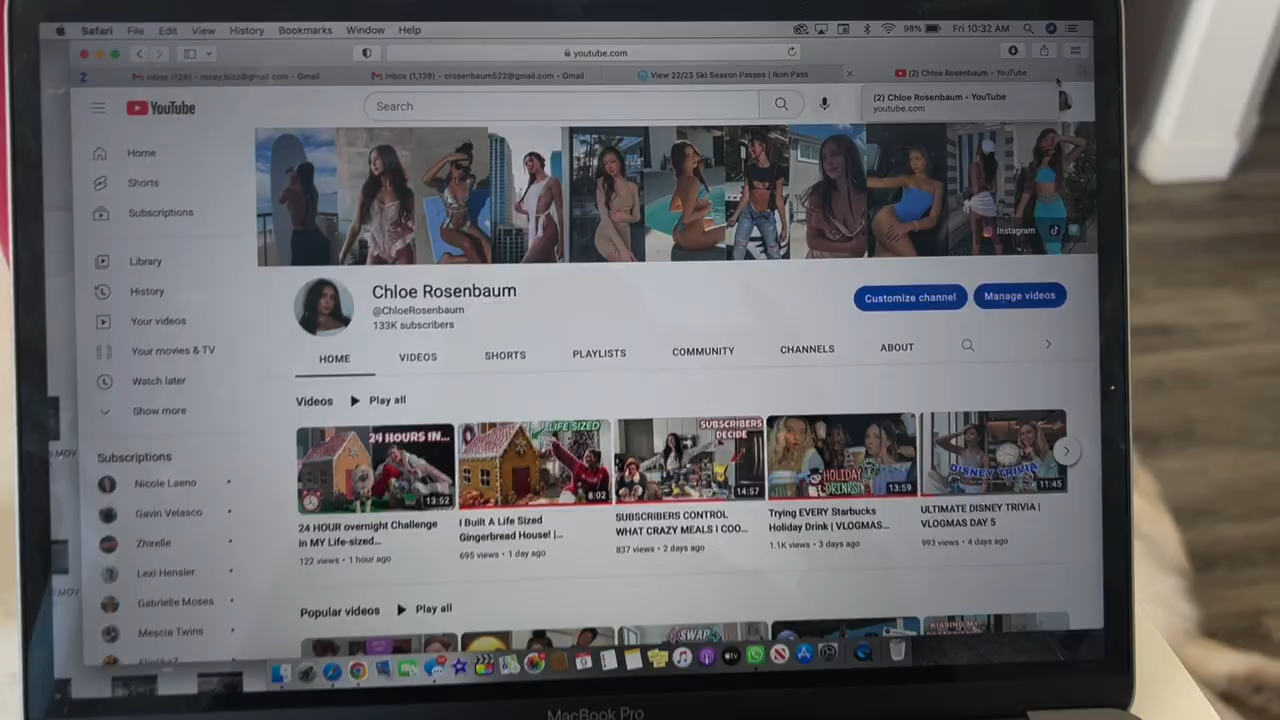 Safari File Edit View History Bookmarks Window Help 98% Fri 10:32 AM
youtube.com
Z Inbox (128) - rosey.bizz@gmail.com - Gmail Inbox (1,138) - crosenbaum522@gmail.com - Gmail View 22/23 Ski Season Passes | Ikon Pass (2) Chloe Rosenbaum - YouTube
(2) Chloe Rosenbaum - YouTube
youtube.com
YouTube
Search
Home
Shorts
Subscriptions
Library
History
Your videos
Your movies & TV
Watch later
Show more
Subscriptions
Nicole Laeno
Gavin Velasco
Zhirelle
Lexi Hensler
Gabrielle Moses
Mescia Twins
Instagram
Chloe Rosenbaum
@ChloeRosenbaum
133K subscribers
Customize channel
Manage videos
HOME VIDEOS SHORTS PLAYLISTS COMMUNITY CHANNELS ABOUT
Videos Play all
24 HOURS IN...
13:52
24 HOUR overnight Challenge
in MY Life-sized...
122 views • 1 hour ago
LIFE SIZED
8:02
I Built A Life Sized
Gingerbread House! |...
695 views • 1 day ago
SUBSCRIBERS
DECIDE
14:57
SUBSCRIBERS CONTROL
WHAT CRAZY MEALS I COO...
837 views • 2 days ago
HOLIDAY
DRINKS!
13:59
Trying EVERY Starbucks
Holiday Drink | VLOGMAS...
1.1K views • 3 days ago
DISNEY TRIVIA
11:45
ULTIMATE DISNEY TRIVIA |
VLOGMAS DAY 5
993 views • 4 days ago
Popular videos Play all
SWAP
.MOV
.MOV
MacBook Pro